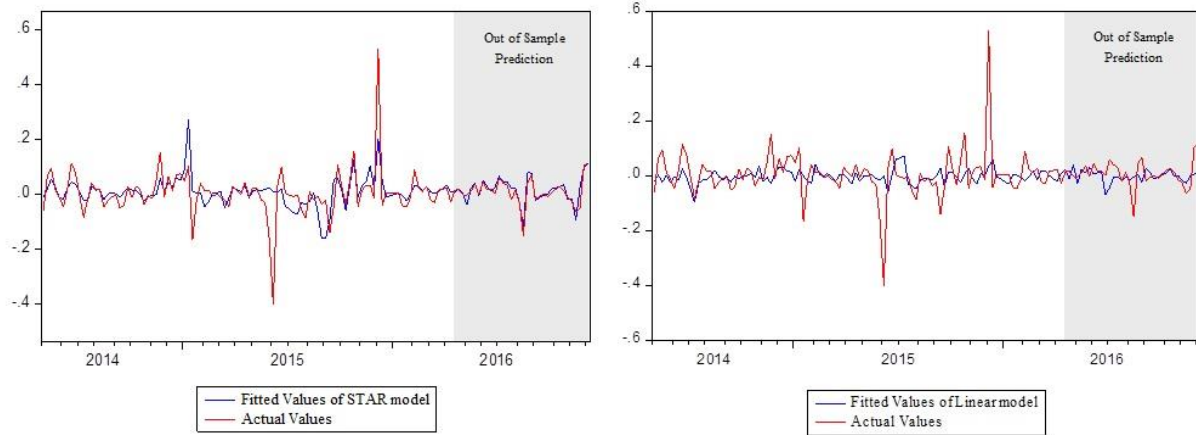 .6
.4
.2
.0
-.2
-.4
Out of Sample
Prediction
2014
2015
2016
Fitted Values of STAR model
Actual Values
.6
.4
.2
.0
-.2
-.4
-.6
Out of Sample
Prediction
2014
2015
2016
Fitted Values of Linear model
Actual Values